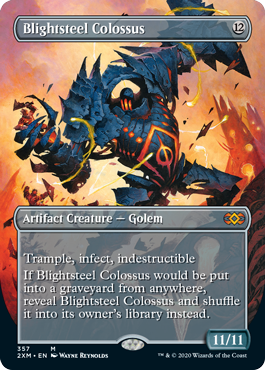 Blightsteel Colossus 12
Artifact Creature — Golem
Trample, infect, indestructible
If Blightsteel Colossus would be put
into a graveyard from anywhere,
reveal Blightsteel Colossus and shuffle
it into its owner's library instead.
11/11
357 M
2XM • EN Wayne Reynolds
™ & © 2020 Wizards of the Coast